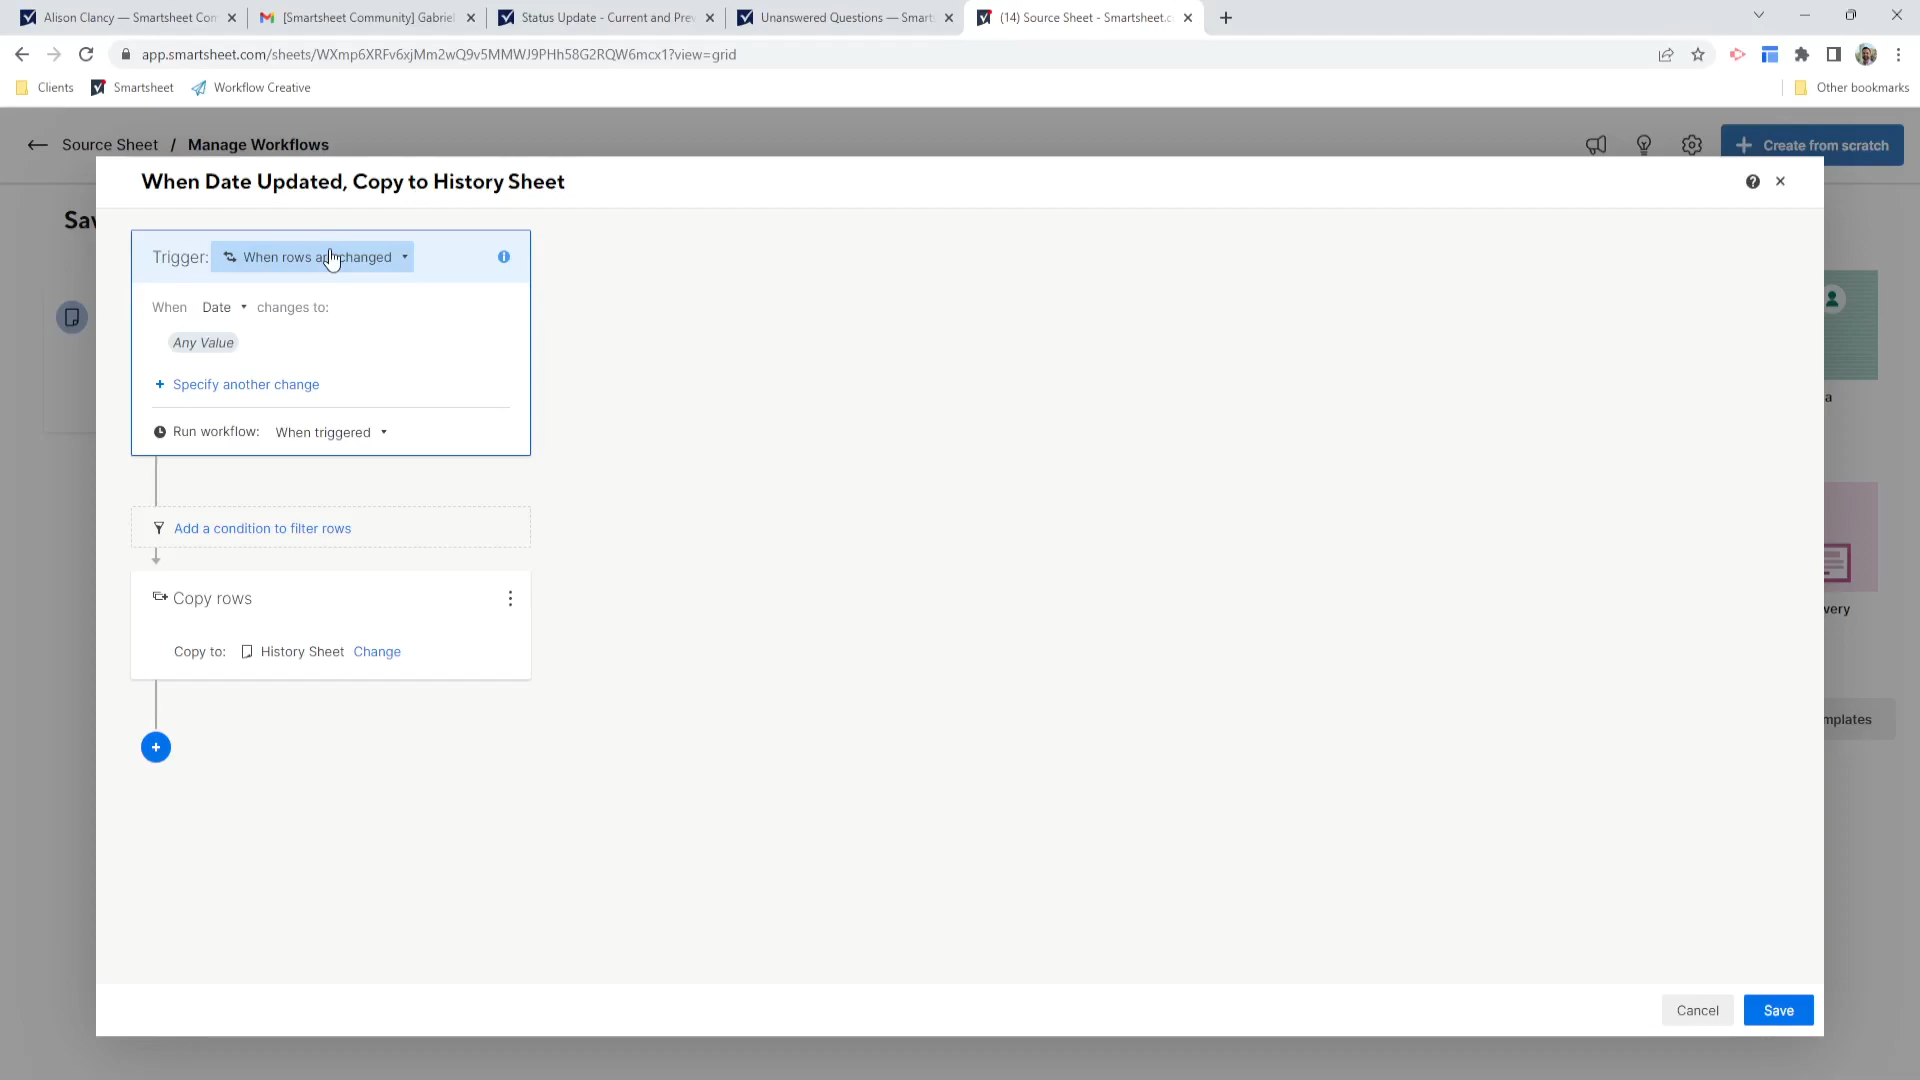 Alison Clancy — Smartsheet Con
[Smartsheet Community] Gabriel
Status Update - Current and Prev
Unanswered Questions — Smarts
(14) Source Sheet - Smartsheet.c
app.smartsheet.com/sheets/WXmp6XRFv6xjMm2wQ9v5MMWJ9PHh58G2RQW6mcx1?view=grid
Clients
Smartsheet
Workflow Creative
Other bookmarks
Source Sheet / Manage Workflows
Create from scratch
Sav
When Date Updated, Copy to History Sheet
Trigger: When rows are changed
When Date changes to:
Any Value
+ Specify another change
Run workflow: When triggered
Add a condition to filter rows
Copy rows
Copy to: History Sheet Change
a
very
mplates
Cancel
Save